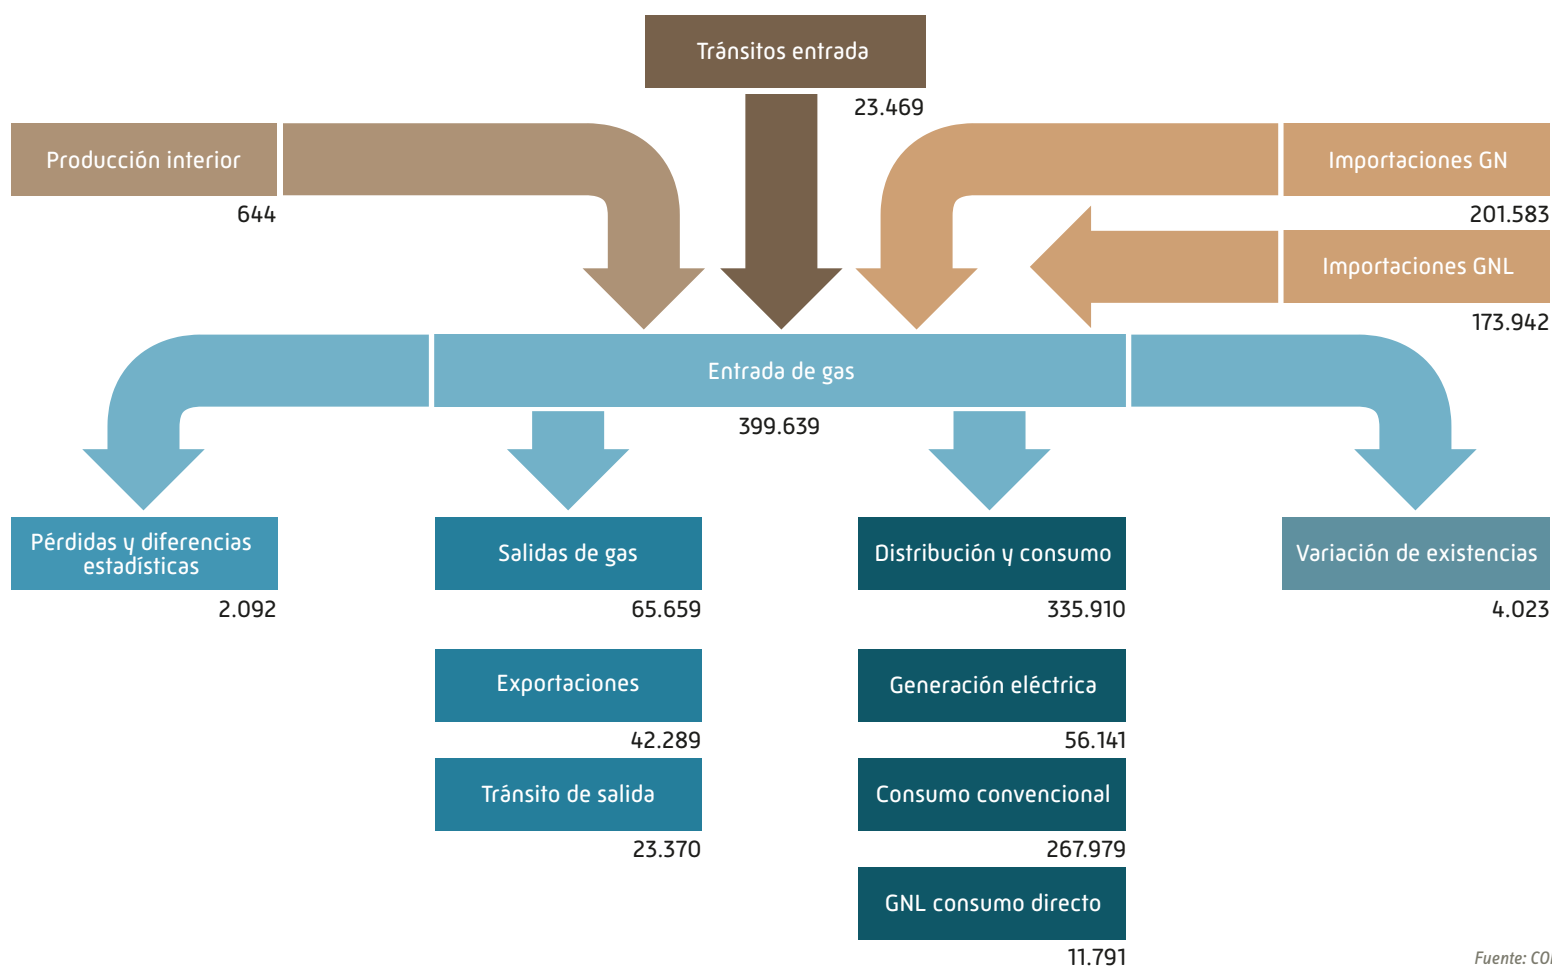 Tránsitos entrada
23.469
Producción interior
644
Importaciones GN
201.583
Importaciones GNL
173.942
Entrada de gas
399.639
Pérdidas y diferencias
estadísticas
2.092
Salidas de gas
65.659
Distribución y consumo
335.910
Variación de existencias
4.023
Exportaciones
42.289
Generación eléctrica
56.141
Tránsito de salida
23.370
Consumo convencional
267.979
GNL consumo directo
11.791
Fuente: